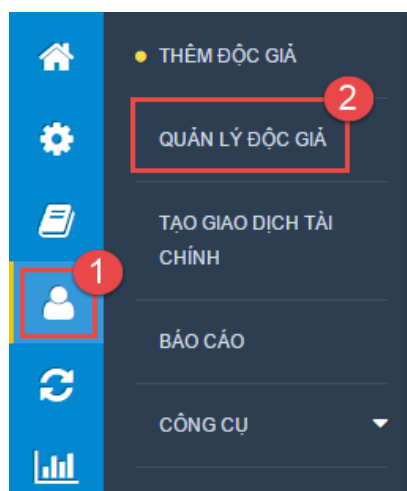 THÊM ĐỘC GIẢ
2
QUẢN LÝ ĐỘC GIẢ
TẠO GIAO DỊCH TÀI
CHÍNH
1
BÁO CÁO
CÔNG CỤ